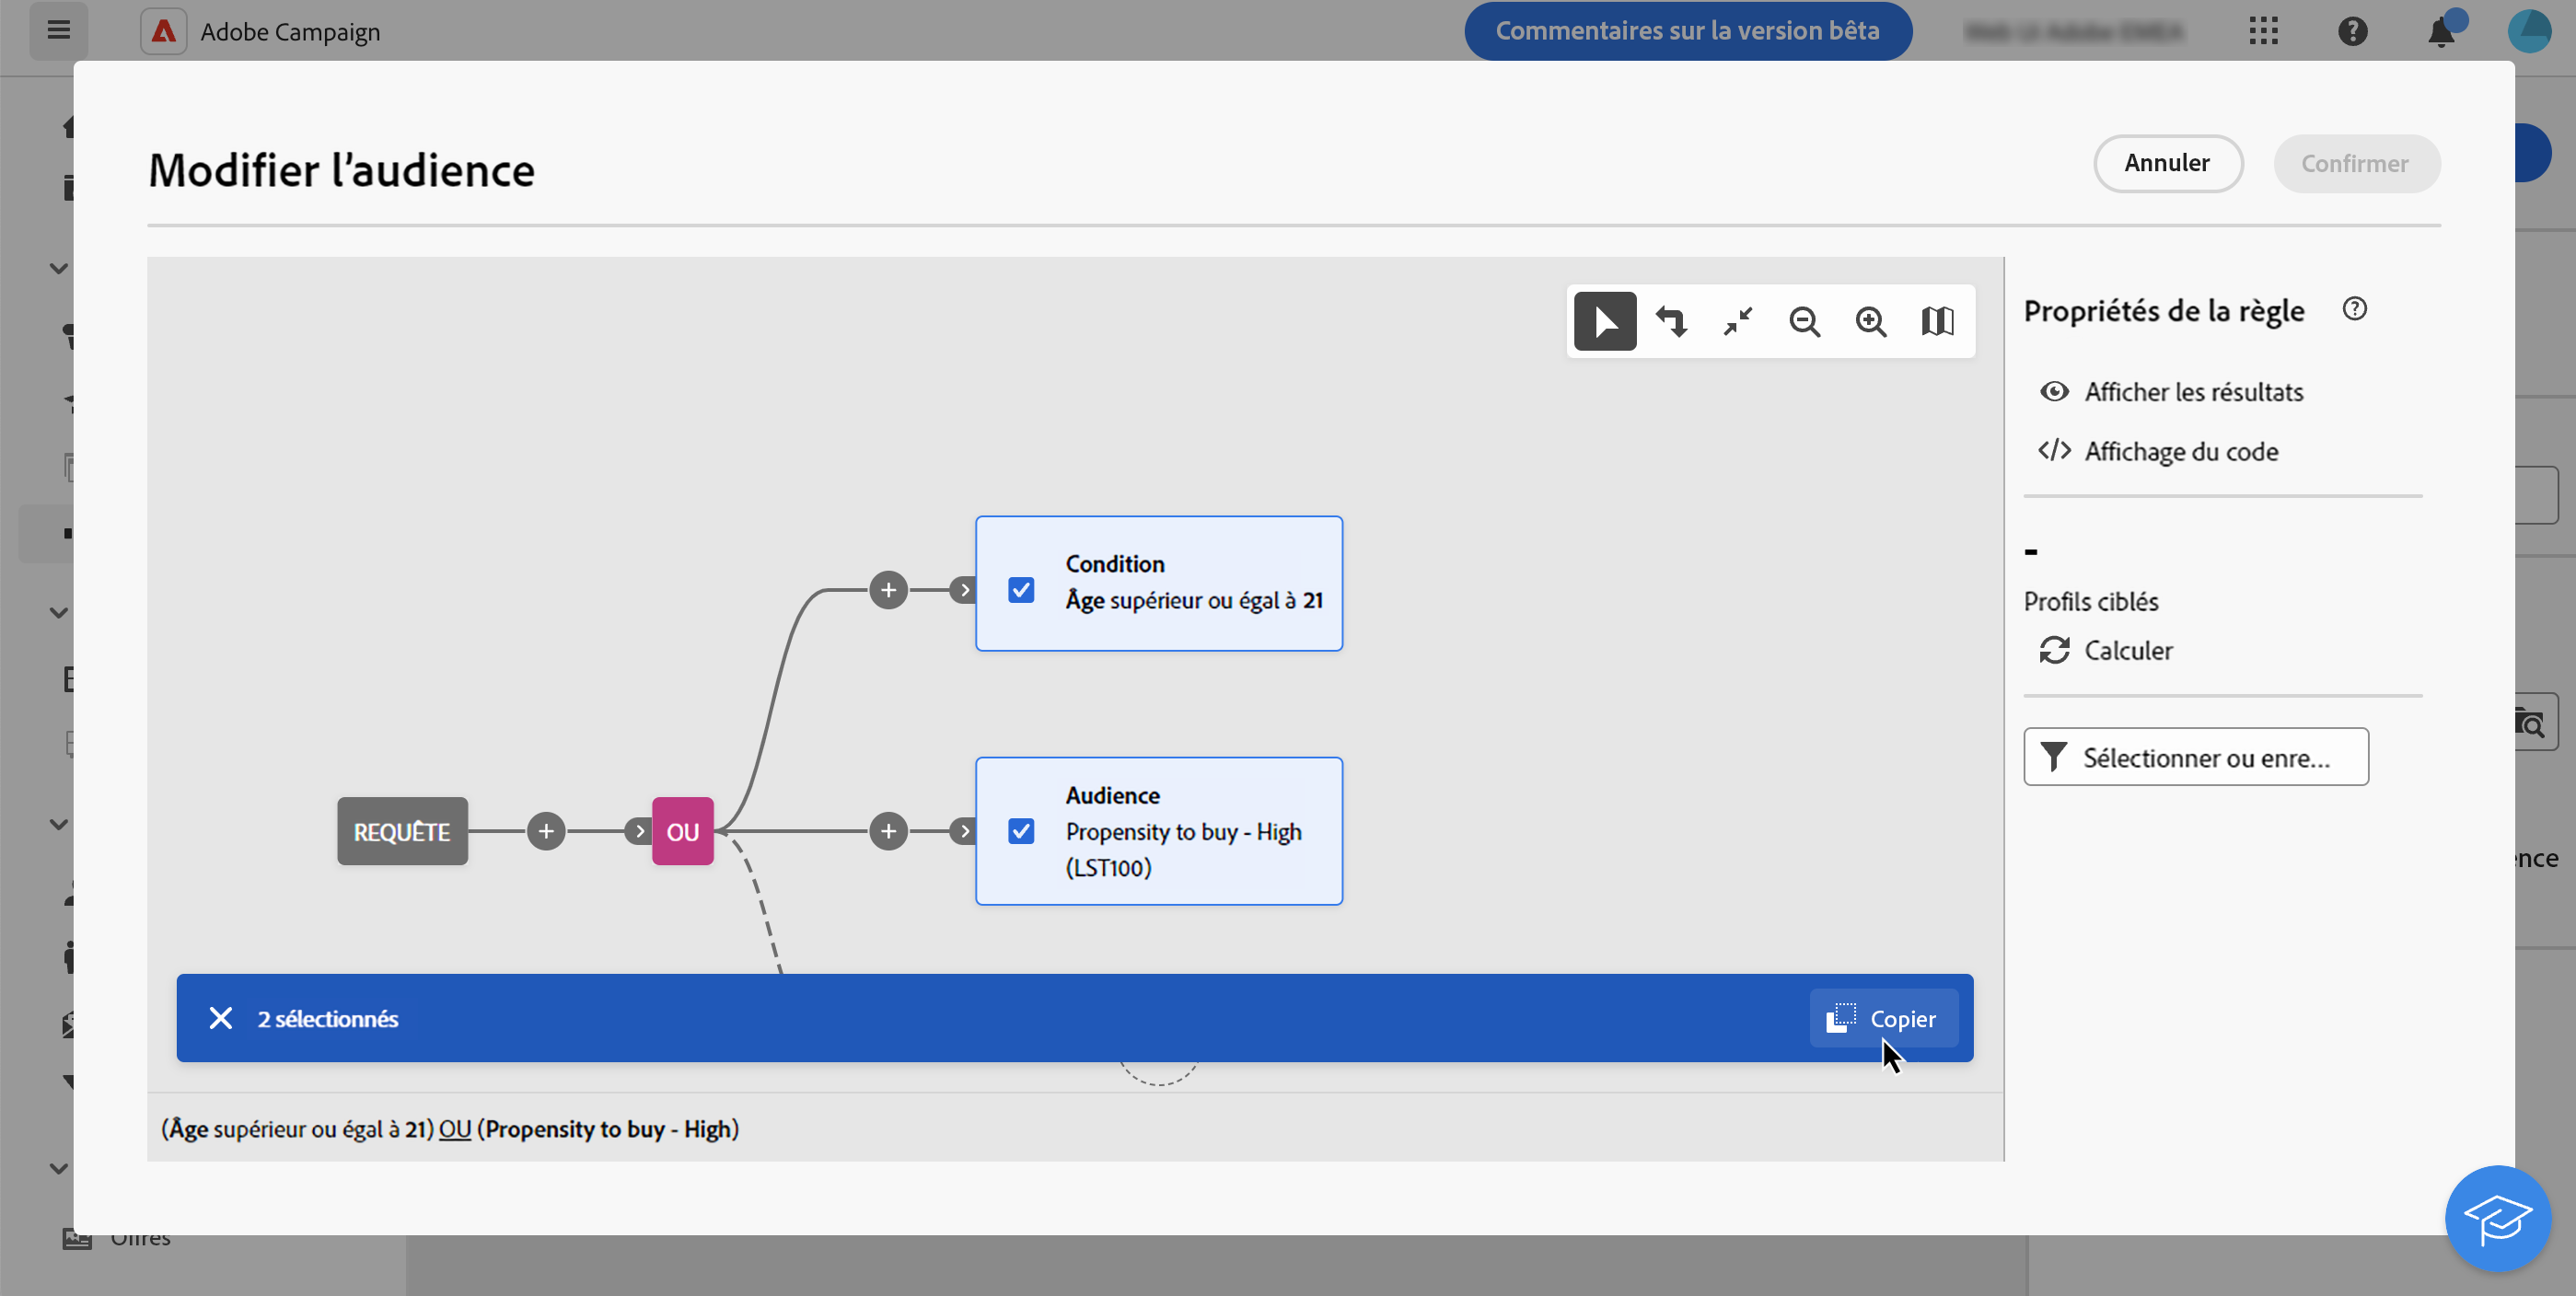 Adobe Campaign
Commentaires sur la version bêta
Modifier l'audience
Annuler
Confirmer
Propriétés de la règle
Afficher les résultats
Affichage du code
-
Profils ciblés
Calculer
Sélectionner ou enre...
Condition
Âge supérieur ou égal à 21
Audience
Propensity to buy - High
(LST100)
REQUÊTE
OU
2 sélectionnés
Copier
(Âge supérieur ou égal à 21) OU (Propensity to buy - High)
Offres